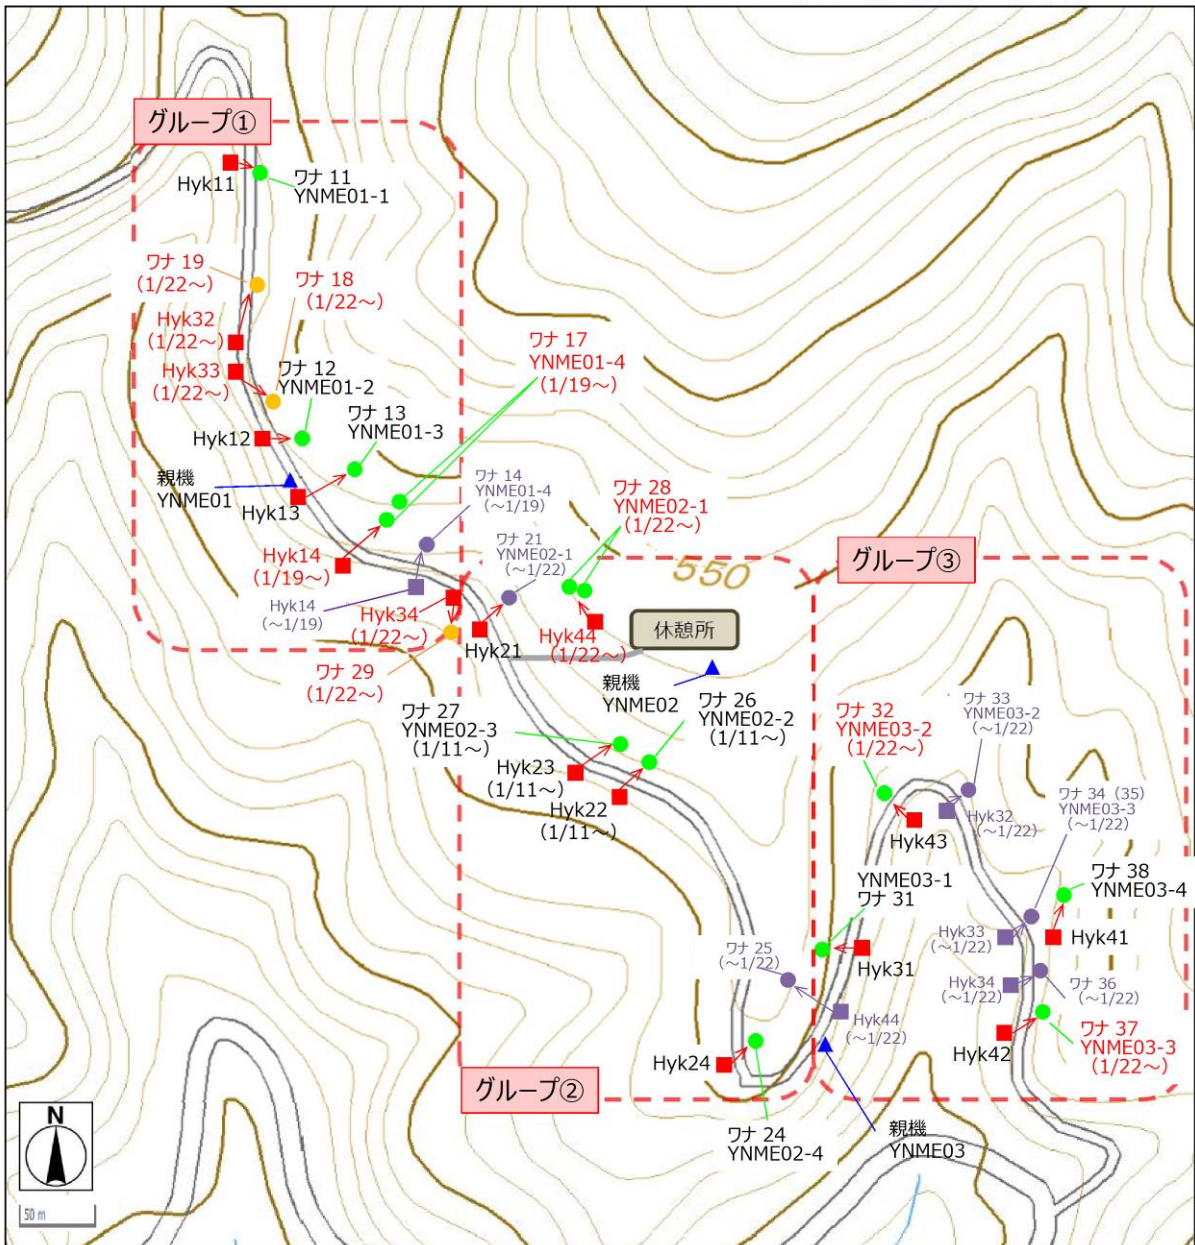 グループ①
Hyk11
ワナ 11
YNME01-1
ワナ 19
(1/22～)
ワナ 18
(1/22～)
Hyk32
(1/22～)
Hyk33
(1/22～)
ワナ 12
YNME01-2
ワナ 17
YNME01-4
(1/19～)
Hyk12
ワナ 13
YNME01-3
親機
YNME01
Hyk13
ワナ 14
YNME01-4
(～1/19)
Hyk14
(1/19～)
Hyk14
(～1/19)
ワナ 21
YNME02-1
(～1/22)
ワナ 28
YNME02-1
(1/22～)
Hyk34
(1/22～)
Hyk21
ワナ 29
(1/22～)
Hyk44
(1/22～)
550
休憩所
グループ③
親機
YNME02
ワナ 27
YNME02-3
(1/11～)
ワナ 26
YNME02-2
(1/11～)
Hyk23
(1/11～)
Hyk22
(1/11～)
ワナ 32
YNME03-2
(1/22～)
ワナ 33
YNME03-2
(～1/22)
Hyk32
(～1/22)
Hyk43
ワナ 34（35）
YNME03-3
(～1/22)
YNME03-1
ワナ 31
ワナ 38
YNME03-4
Hyk33
(～1/22)
Hyk41
Hyk31
ワナ 25
(～1/22)
Hyk34
(～1/22)
ワナ 36
(～1/22)
Hyk44
(～1/22)
Hyk42
ワナ 37
YNME03-3
(1/22～)
Hyk24
グループ②
ワナ 24
YNME02-4
親機
YNME03
N
50 m